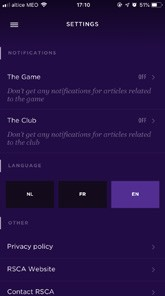 altice MEO
17:10
51%
SETTINGS
NOTIFICATIONS
The Game OFF
Don't get any notifications for articles related
to the game
The Club OFF
Don't get any notifications for articles related
to the club
LANGUAGE
NL FR EN
OTHER
Privacy policy
RSCA Website
Contact RSCA